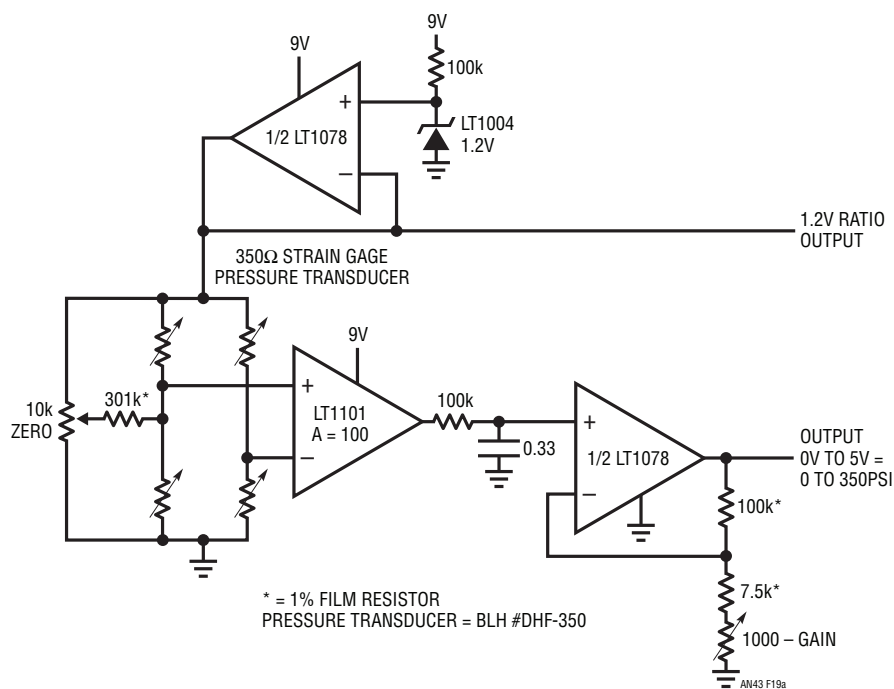 9V
9V
100k
+
LT1004
1.2V
1/2 LT1078
–
1.2V RATIO
OUTPUT
350Ω STRAIN GAGE
PRESSURE TRANSDUCER
9V
10k
ZERO
301k*
+
LT1101
A = 100
–
100k
0.33
+
1/2 LT1078
–
OUTPUT
0V TO 5V =
0 TO 350PSI
100k*
7.5k*
1000 – GAIN
* = 1% FILM RESISTOR
PRESSURE TRANSDUCER = BLH #DHF-350
AN43 F19a